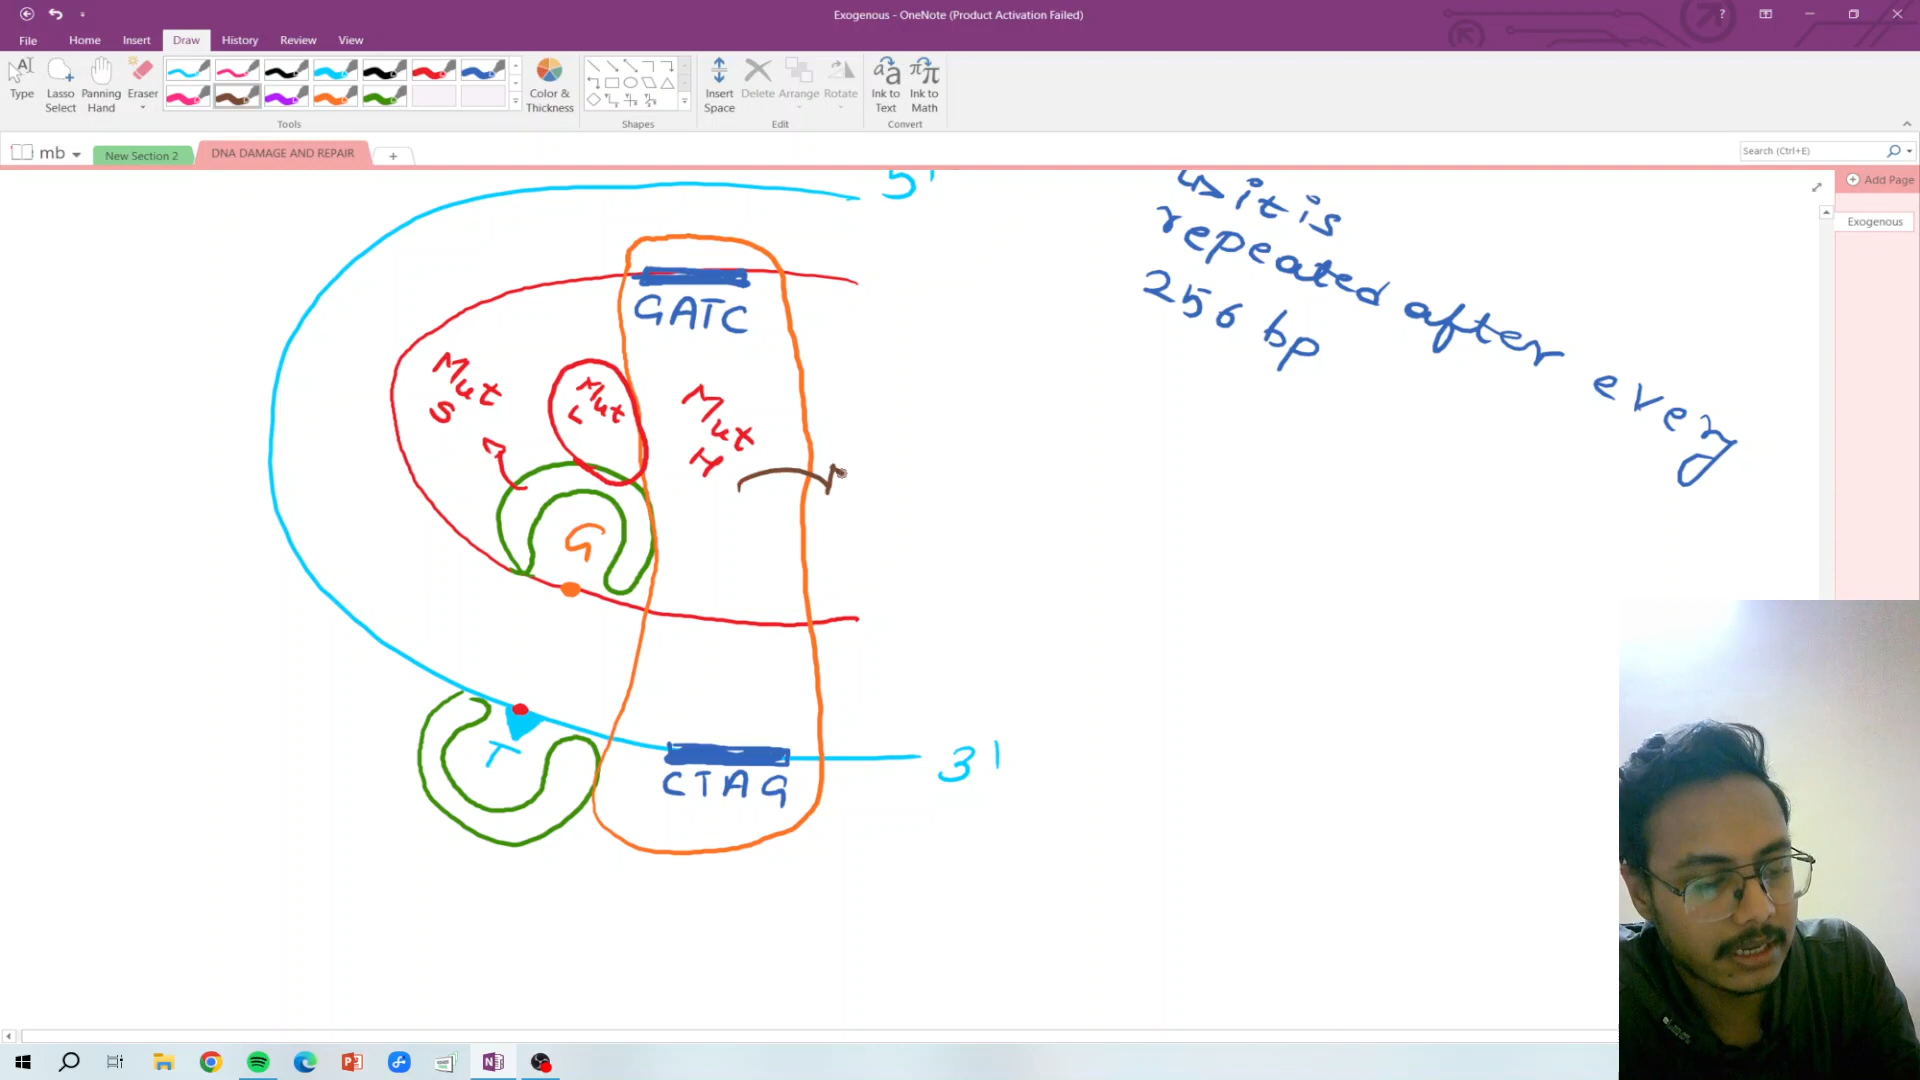 Exogenous - OneNote (Product Activation Failed)
File Home Insert Draw History Review View
Type
Lasso Select
Panning Hand
Eraser
Color & Thickness
Insert Space
Delete
Arrange
Rotate
Ink to Text
Ink to Math
Tools
Shapes
Edit
Convert
mb
New Section 2
DNA DAMAGE AND REPAIR
Search (Ctrl+E)
Add Page
Exogenous
5'
it is
repeated after every
256 bp
GATC
Mut S
Mut L
Mut H
G
T
CTAG
3'